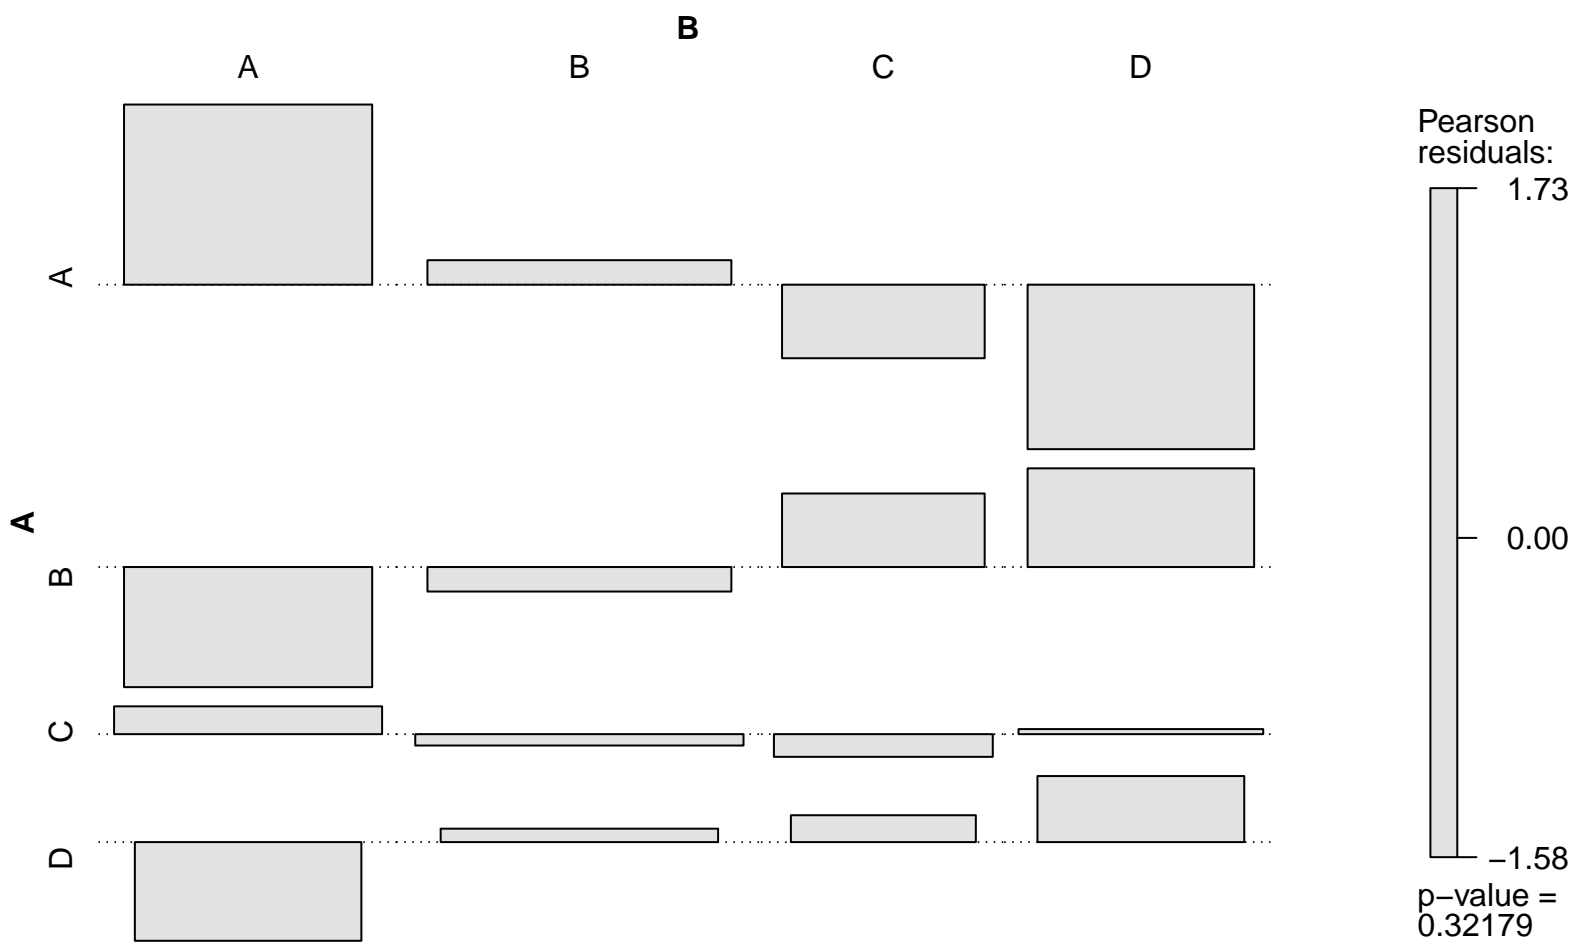 B
A B C D
Pearson
residuals:
1.73
A
0.00
A
B
C
D
−1.58
p−value =
0.32179